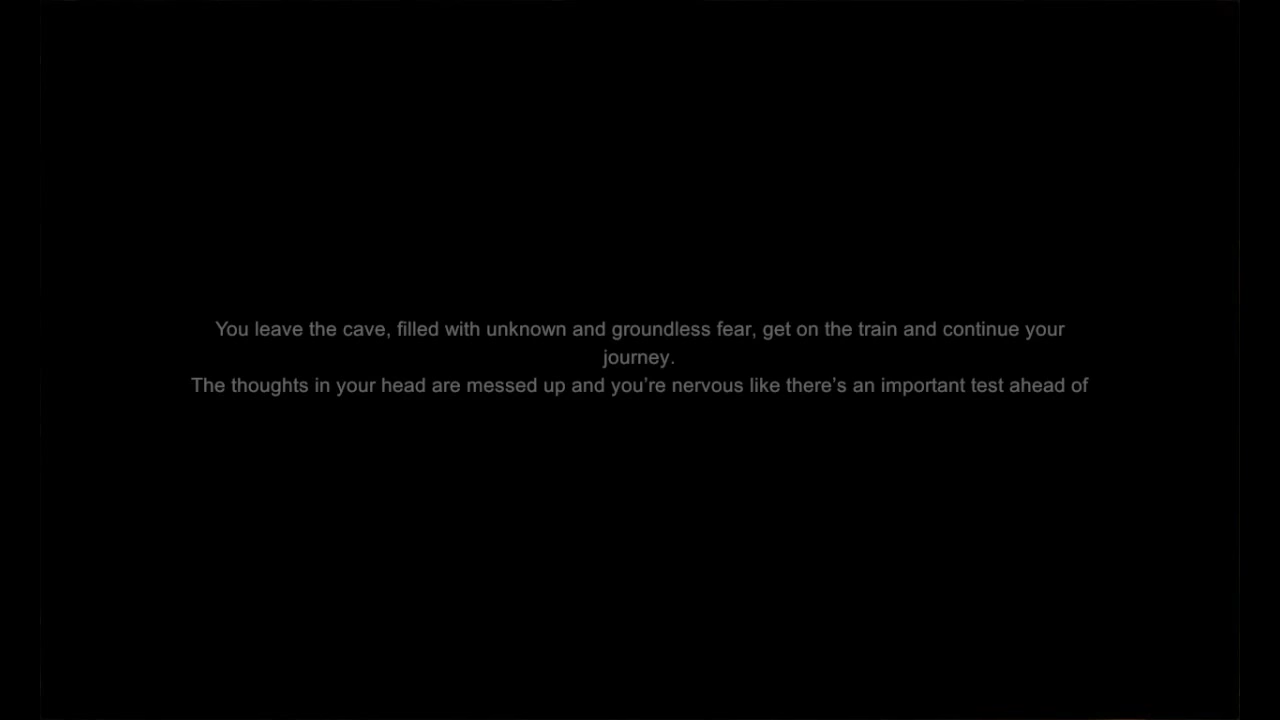 You leave the cave, filled with unknown and groundless fear, get on the train and continue your
journey.
The thoughts in your head are messed up and you’re nervous like there’s an important test ahead of